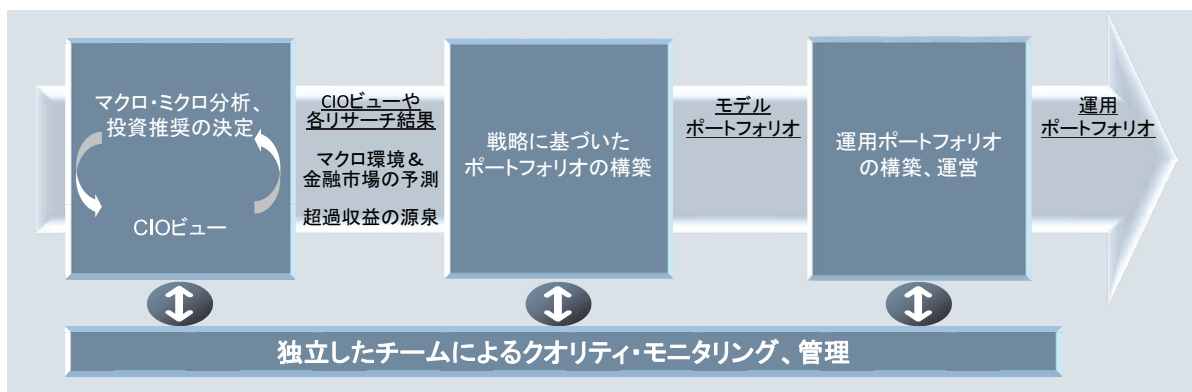 マクロ・ミクロ分析、
投資推奨の決定
CIOビュー
CIOビューや
各リサーチ結果
マクロ環境&
金融市場の予測
超過収益の源泉
戦略に基づいた
ポートフォリオの構築
モデル
ポートフォリオ
運用ポートフォリオ
の構築、運営
運用
ポートフォリオ
独立したチームによるクオリティ・モニタリング、管理